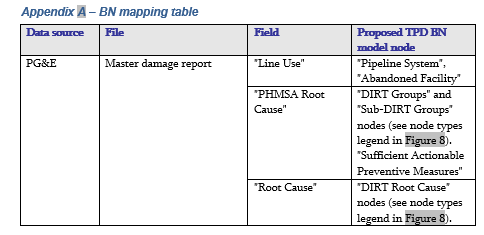 Appendix A – BN mapping table
Data source File Field Proposed TPD BN
model node
PG&E Master damage report "Line Use" "Pipeline System",
"Abandoned Facility"
"PHMSA Root "DIRT Groups" and
Cause" "Sub-DIRT Groups"
nodes (see node types
legend in Figure 8).
"Sufficient Actionable
Preventive Measures"
"Root Cause" "DIRT Root Cause"
nodes (see node types
legend in Figure 8).